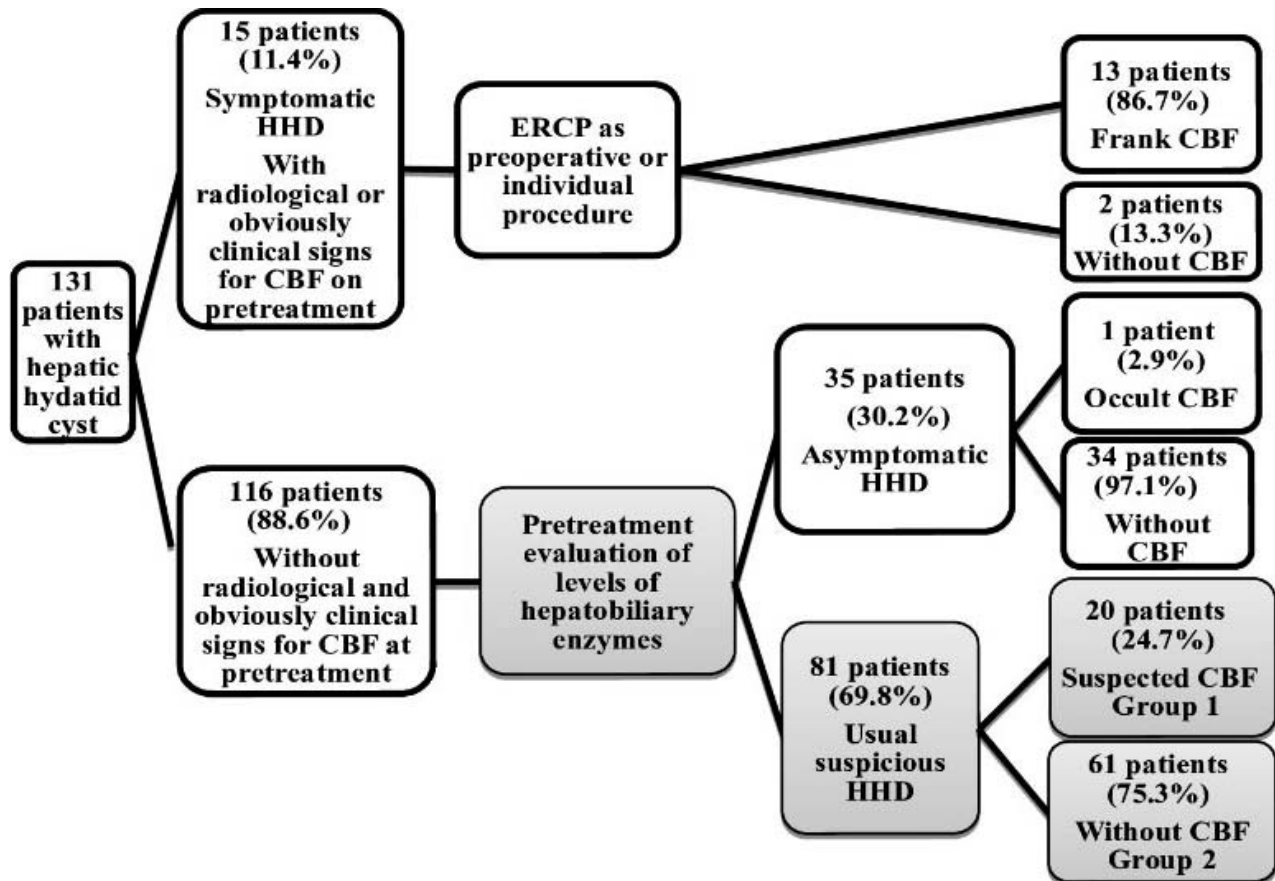 131
patients
with
hepatic
hydatid
cyst
15 patients
(11.4%)
Symptomatic
HHD
With
radiological or
obviously
clinical signs
for CBF on
pretreatment
ERCP as
preoperative or
individual
procedure
13 patients
(86.7%)
Frank CBF
2 patients
(13.3%)
Without CBF
116 patients
(88.6%)
Without
radiological and
obviously clinical
signs for CBF at
pretreatment
Pretreatment
evaluation of
levels of
hepatobiliary
enzymes
35 patients
(30.2%)
Asymptomatic
HHD
1 patient
(2.9%)
Occult CBF
34 patients
(97.1%)
Without
CBF
81 patients
(69.8%)
Usual
suspicious
HHD
20 patients
(24.7%)
Suspected CBF
Group 1
61 patients
(75.3%)
Without CBF
Group 2